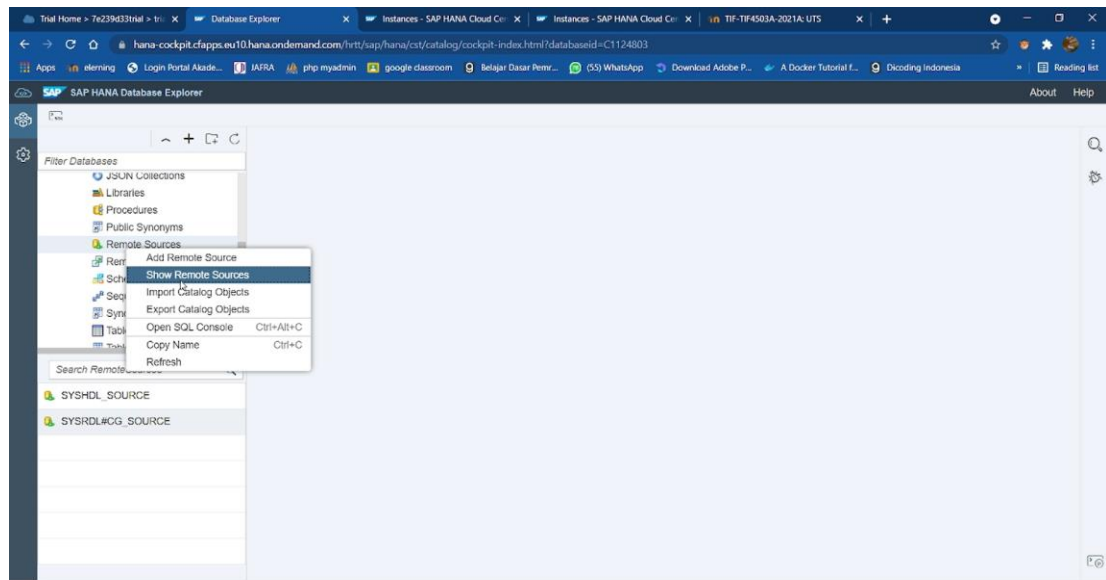 Trial Home > 7e239d33trial > tri
Database Explorer
Instances - SAP HANA Cloud Cen
Instances - SAP HANA Cloud Cen
TIF-TIF4503A-2021A: UTS
hana-cockpit.cfapps.eu10.hana.ondemand.com/hrtt/sap/hana/cst/catalog/cockpit-index.html?databaseid=C1124803
Apps
elerning
Login Portal Akade...
JAFRA
php myadmin
google classroom
Belajar Dasar Pemr...
(55) WhatsApp
Download Adobe P...
A Docker Tutorial f...
Dicoding Indonesia
»
Reading list
SAP SAP HANA Database Explorer
About Help
Filter Databases
JSON Collections
Libraries
Procedures
Public Synonyms
Remote Sources
Add Remote Source
Show Remote Sources
Import Catalog Objects
Export Catalog Objects
Open SQL Console Ctrl+Alt+C
Copy Name Ctrl+C
Refresh
SYSHDL_SOURCE
SYSRDL#CG_SOURCE